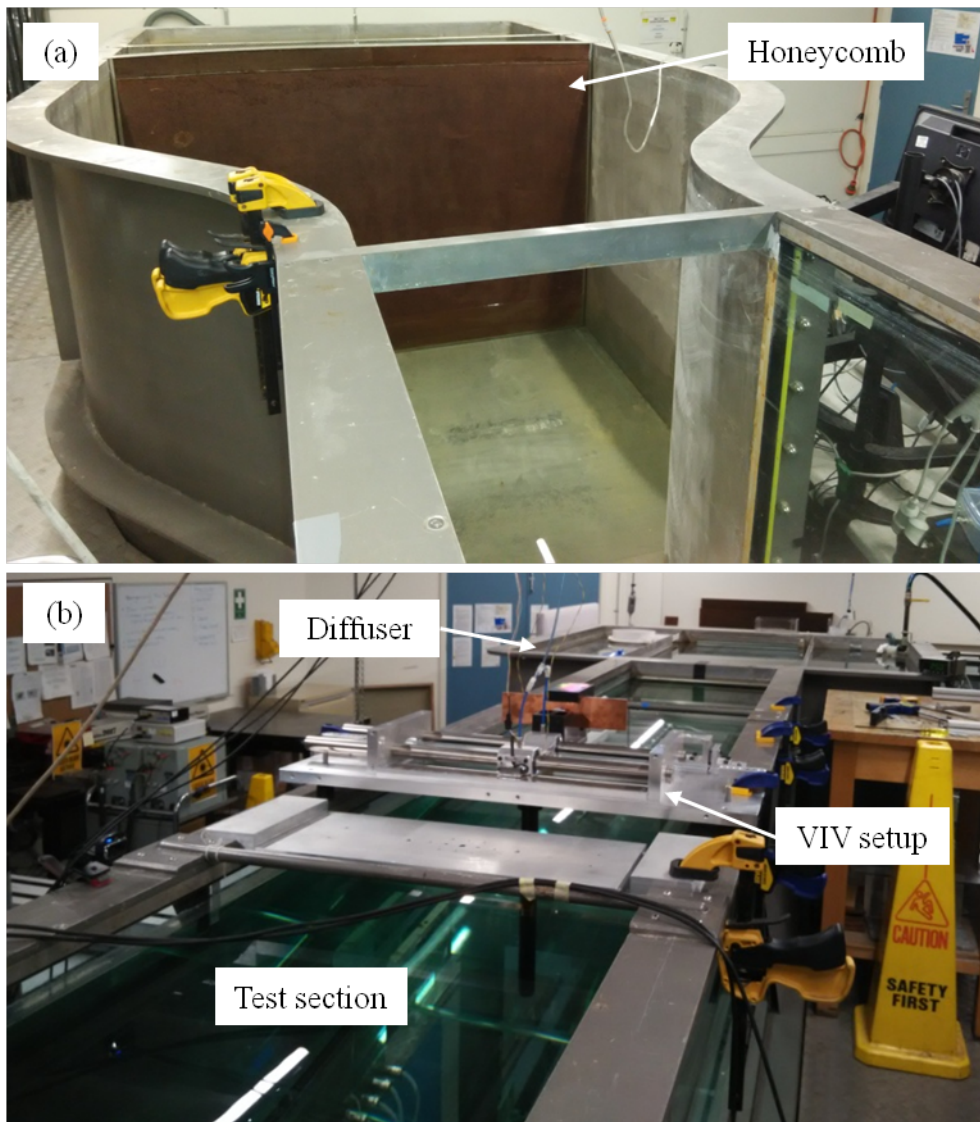 (a)
Honeycomb
(b)
Diffuser
VIV setup
Test section
CAUTION
SAFETY
FIRST